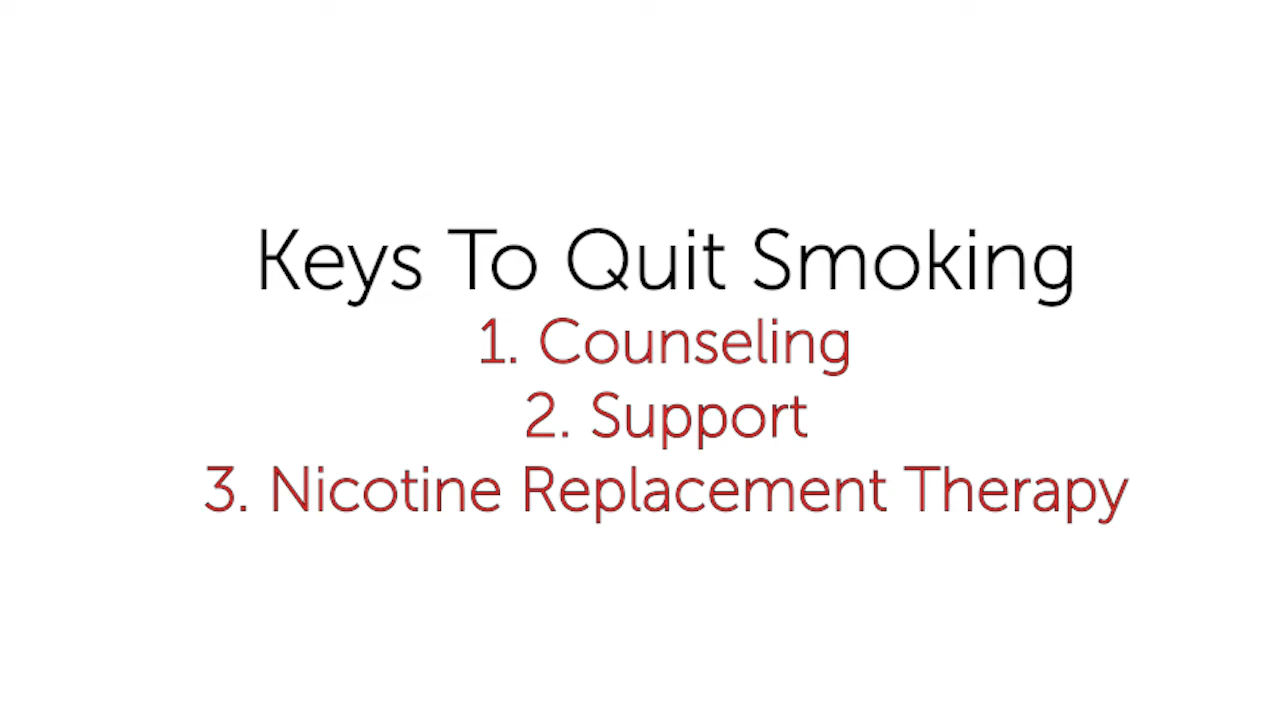 Keys To Quit Smoking
1. Counseling
2. Support
3. Nicotine Replacement Therapy